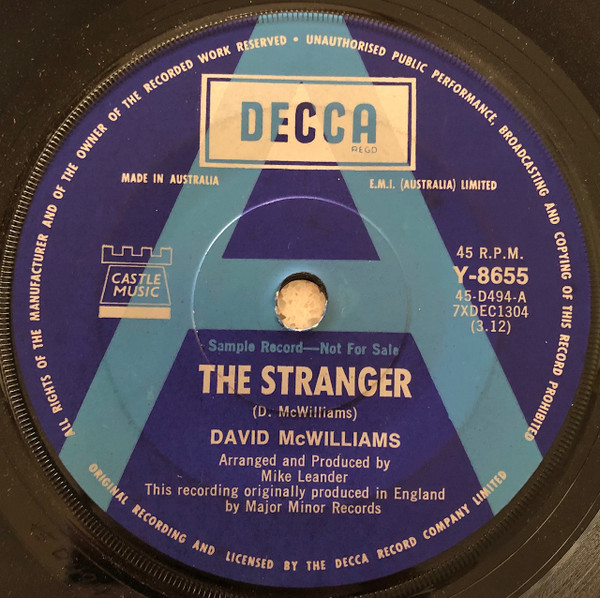 ALL RIGHTS OF THE MANUFACTURER AND OF THE OWNER OF THE RECORDED WORK RESERVED • UNAUTHORISED PUBLIC PERFORMANCE, BROADCASTING AND COPYING OF THIS RECORD PROHIBITED
DECCA
REGD
MADE IN AUSTRALIA
E.M.I. (AUSTRALIA) LIMITED
CASTLE
MUSIC
45 R.P.M.
Y-8655
45-D494-A
7XDEC1304
(3.12)
A
Sample Record—Not For Sale
THE STRANGER
(D. McWilliams)
DAVID McWILLIAMS
Arranged and Produced by
Mike Leander
This recording originally produced in England
by Major Minor Records
ORIGINAL RECORDING AND LICENSED BY THE DECCA RECORD COMPANY LIMITED